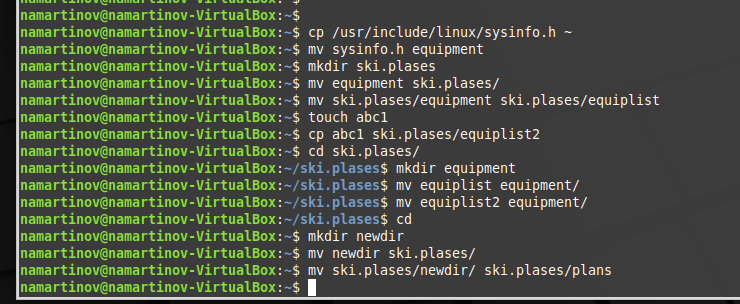 namartinov@namartinov-VirtualBox:~$
namartinov@namartinov-VirtualBox:~$
namartinov@namartinov-VirtualBox:~$ cp /usr/include/linux/sysinfo.h ~
namartinov@namartinov-VirtualBox:~$ mv sysinfo.h equipment
namartinov@namartinov-VirtualBox:~$ mkdir ski.plases
namartinov@namartinov-VirtualBox:~$ mv equipment ski.plases/
namartinov@namartinov-VirtualBox:~$ mv ski.plases/equipment ski.plases/equiplist
namartinov@namartinov-VirtualBox:~$ touch abc1
namartinov@namartinov-VirtualBox:~$ cp abc1 ski.plases/equiplist2
namartinov@namartinov-VirtualBox:~$ cd ski.plases/
namartinov@namartinov-VirtualBox:~/ski.plases$ mkdir equipment
namartinov@namartinov-VirtualBox:~/ski.plases$ mv equiplist equipment/
namartinov@namartinov-VirtualBox:~/ski.plases$ mv equiplist2 equipment/
namartinov@namartinov-VirtualBox:~/ski.plases$ cd
namartinov@namartinov-VirtualBox:~$ mkdir newdir
namartinov@namartinov-VirtualBox:~$ mv newdir ski.plases/
namartinov@namartinov-VirtualBox:~$ mv ski.plases/newdir/ ski.plases/plans
namartinov@namartinov-VirtualBox:~$